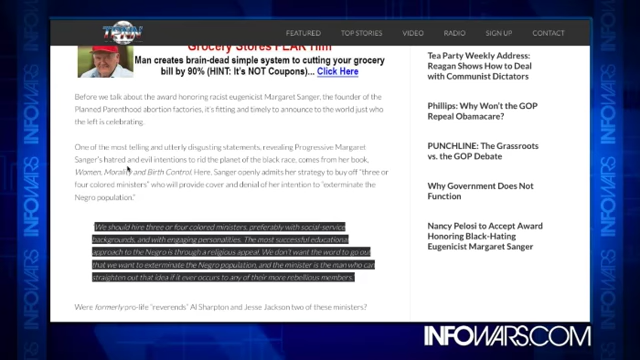 TPNN
FEATURED TOP STORIES VIDEO RADIO SIGN UP CONTACT
Grocery Stores FEAR Him
Man creates brain-dead simple system to cutting your grocery
bill by 90% (HINT: It's NOT Coupons)... Click Here
Before we talk about the award honoring racist eugenicist Margaret Sanger, the founder of the
Planned Parenthood abortion factories, it's fitting and timely to announce to the world just who
the left is celebrating.
One of the most telling and utterly disgusting statements, revealing Progressive Margaret
Sanger's hatred and evil intentions to rid the planet of the black race, comes from her book,
Women, Morality and Birth Control. Here, Sanger openly admits her strategy to buy off "three or
four colored ministers" who will provide cover and denial of her intention to "exterminate the
Negro population."
We should hire three or four colored ministers, preferably with social-service
backgrounds, and with engaging personalities. The most successful educational
approach to the Negro is through a religious appeal. We don't want the word to go out
that we want to exterminate the Negro population, and the minister is the man who can
straighten out that idea if it ever occurs to any of their more rebellious members.
Were formerly pro-life "reverends" Al Sharpton and Jesse Jackson two of these ministers?
Tea Party Weekly Address:
Reagan Shows How to Deal
with Communist Dictators
Phillips: Why Won't the GOP
Repeal Obamacare?
PUNCHLINE: The Grassroots
vs. the GOP Debate
Why Government Does Not
Function
Nancy Pelosi to Accept Award
Honoring Black-Hating
Eugenicist Margaret Sanger
INFOWARS
INFOWARS
INFOWARS
INFOWARS
INFOWARS.COM